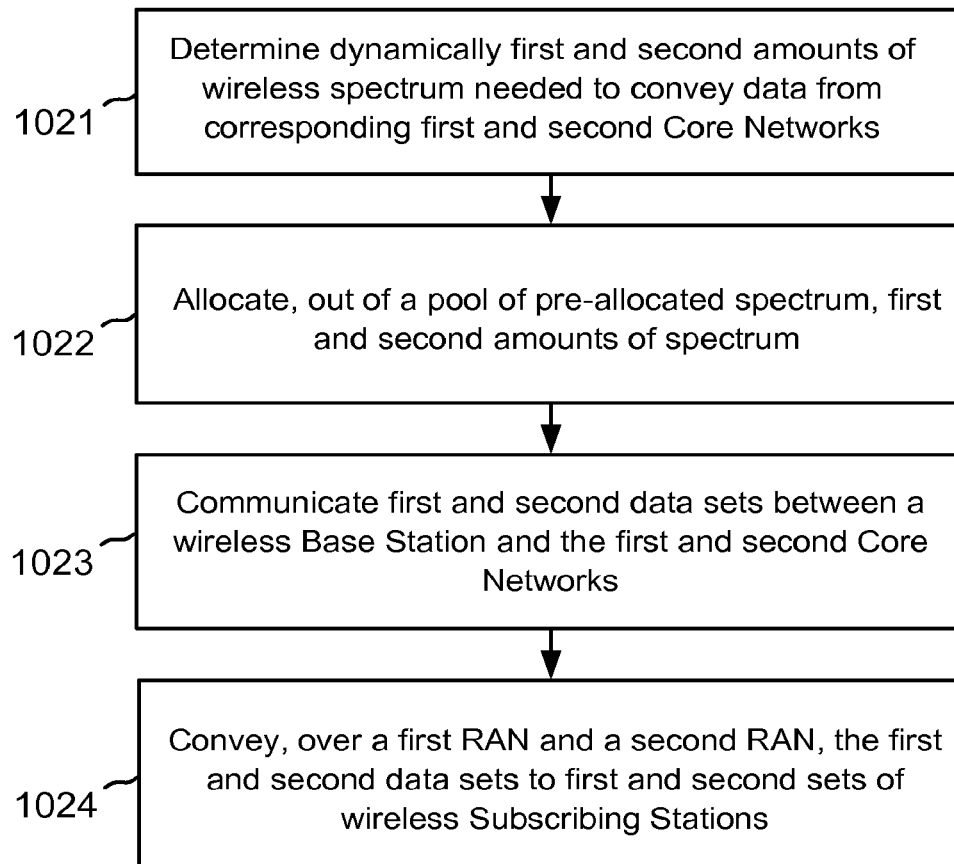 Determine dynamically first and second amounts of
wireless spectrum needed to convey data from
corresponding first and second Core Networks
1021
Allocate, out of a pool of pre-allocated spectrum, first
and second amounts of spectrum
1022
Communicate first and second data sets between a
wireless Base Station and the first and second Core
Networks
1023
Convey, over a first RAN and a second RAN, the first
and second data sets to first and second sets of
wireless Subscribing Stations
1024